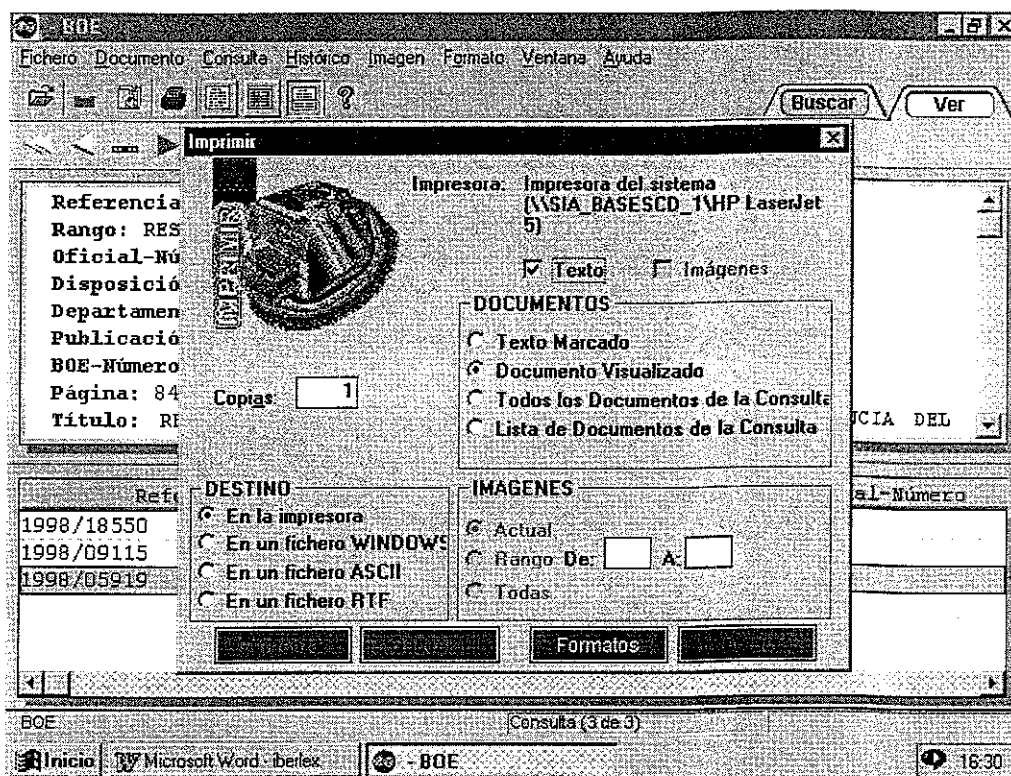 BOE
Fichero Documento Consulta Histórico Imagen Formato Ventana Ayuda
Buscar Ver
Imprimir
Impresora: Impresora del sistema
(\\SIA_BASESCD_1\HP LaserJet
5)
Texto Imágenes
Referencia
Rango: RES
Oficial-Nú
Disposició
Departamen
Publicació
BOE-Número
Página: 84
Título: RE
NCIA DEL
Copias: 1
DOCUMENTOS
Texto Marcado
Documento Visualizado
Todos los Documentos de la Consulta
Lista de Documentos de la Consulta
Refe
al-Número
1998/18550
1998/09115
1998/05919
DESTINO
En la impresora
En un fichero WINDOWS
En un fichero ASCII
En un fichero RTF
IMAGENES
Actual
Rango De: A:
Todas
Formatos
BOE Consulta (3 de 3)
Inicio Microsoft Word - iberlex - BOE 16:30